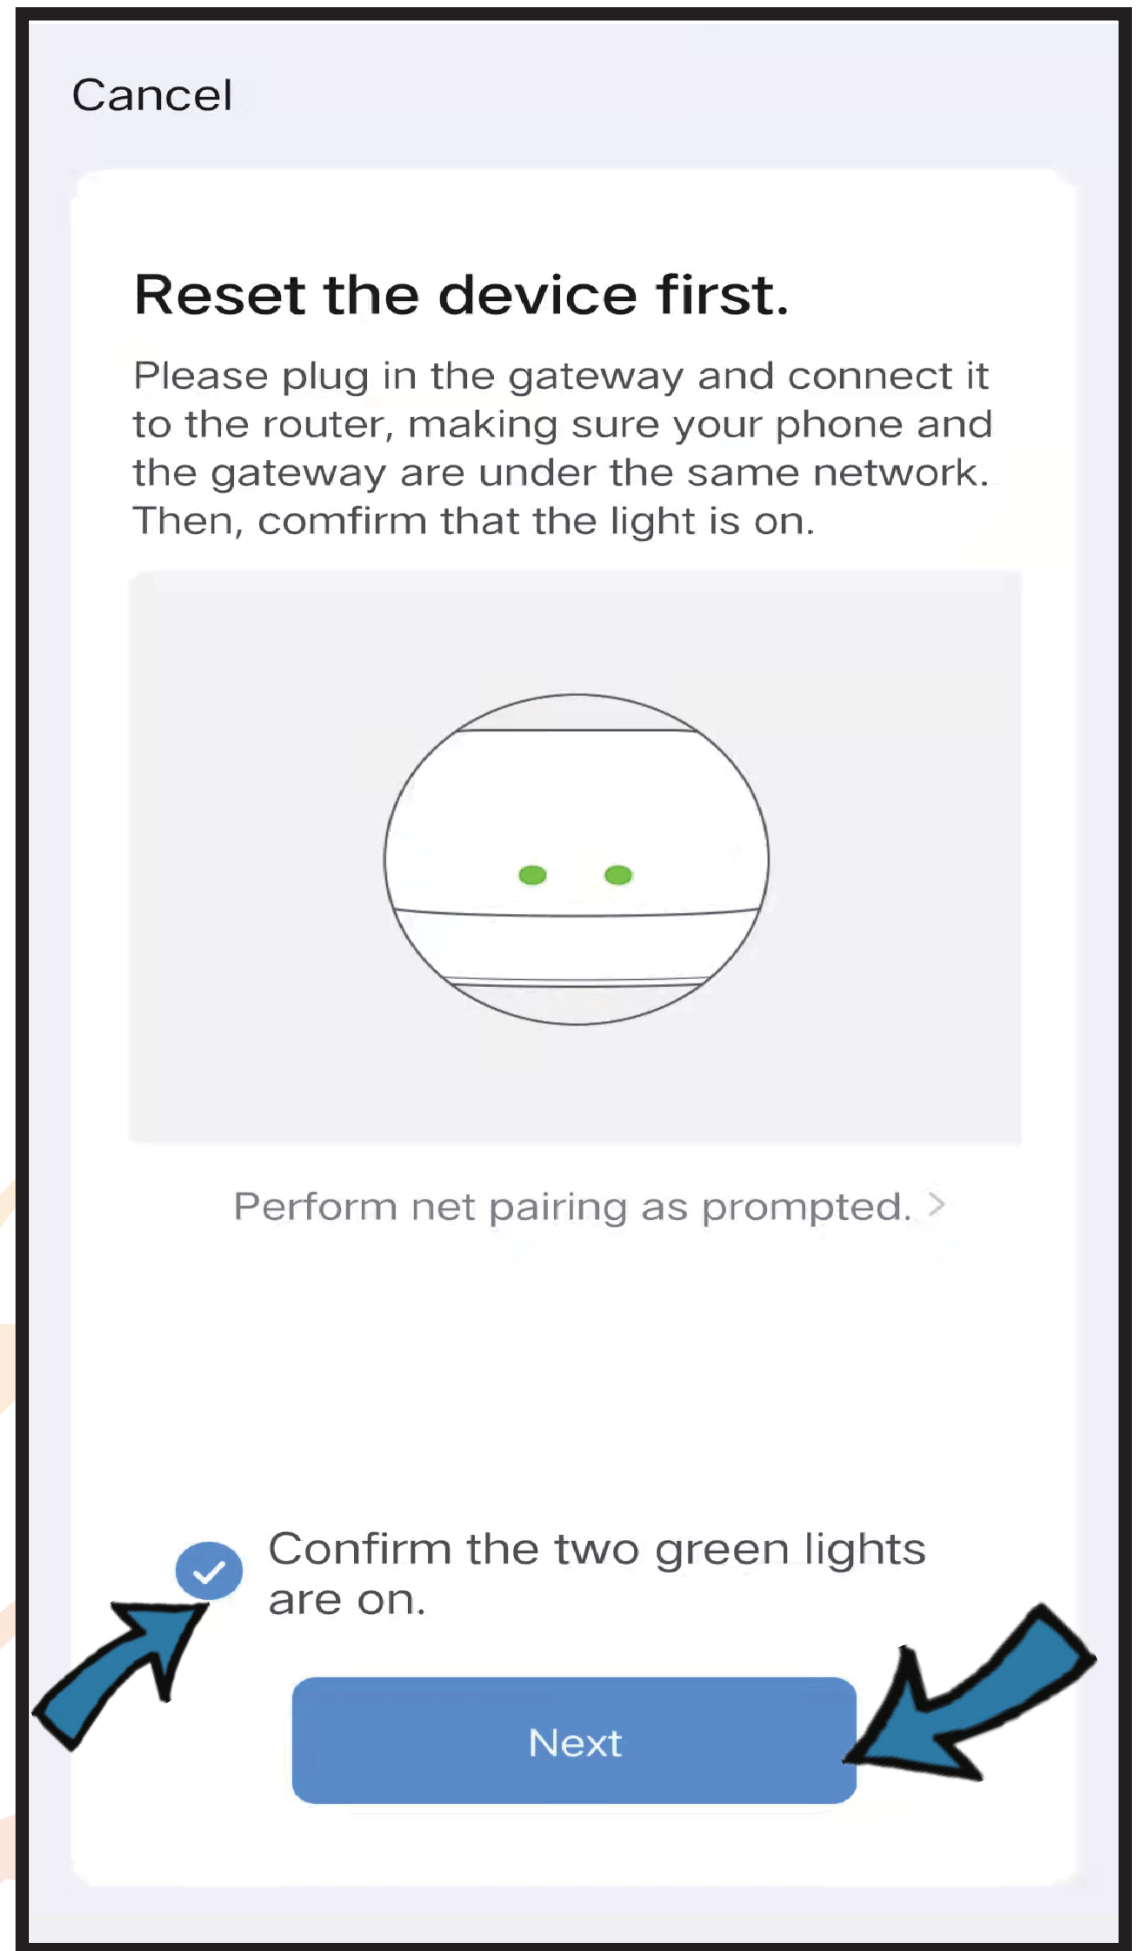 Cancel
Reset the device first.
Please plug in the gateway and connect it
to the router, making sure your phone and
the gateway are under the same network.
Then, comfirm that the light is on.
Perform net pairing as prompted. >
Confirm the two green lights
are on.
Next